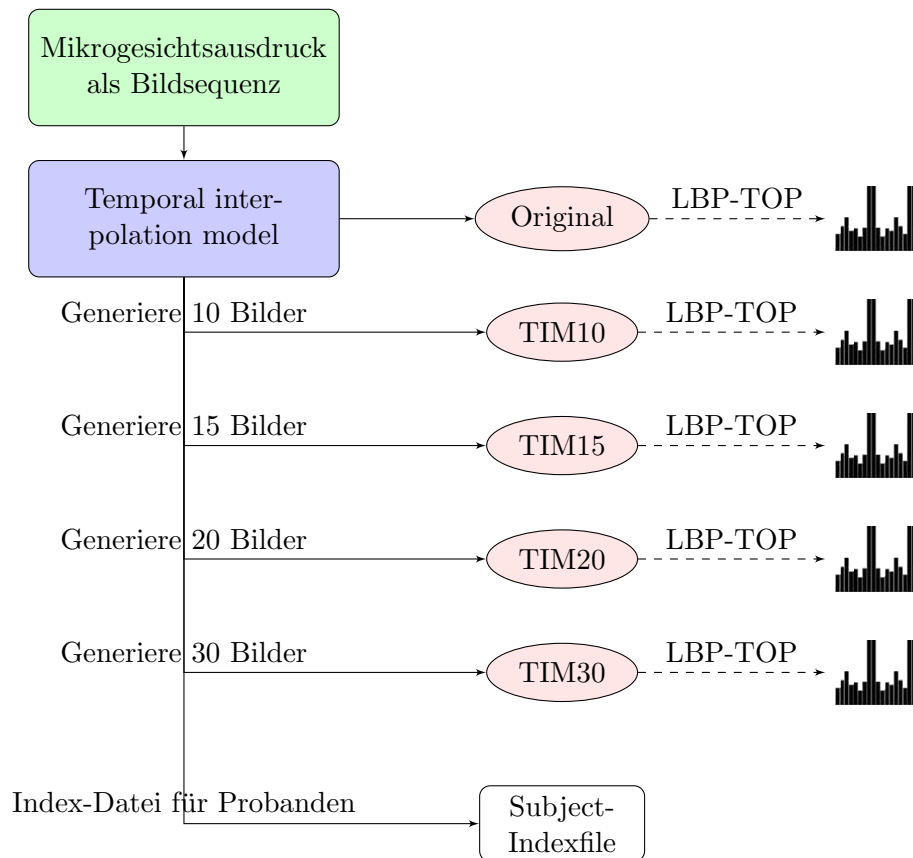 Mikrogesichtsausdruck
als Bildsequenz
Temporal inter-
polation model
Original
LBP-TOP
Generiere 10 Bilder
TIM10
LBP-TOP
Generiere 15 Bilder
TIM15
LBP-TOP
Generiere 20 Bilder
TIM20
LBP-TOP
Generiere 30 Bilder
TIM30
LBP-TOP
Index-Datei für Probanden
Subject-
Indexfile